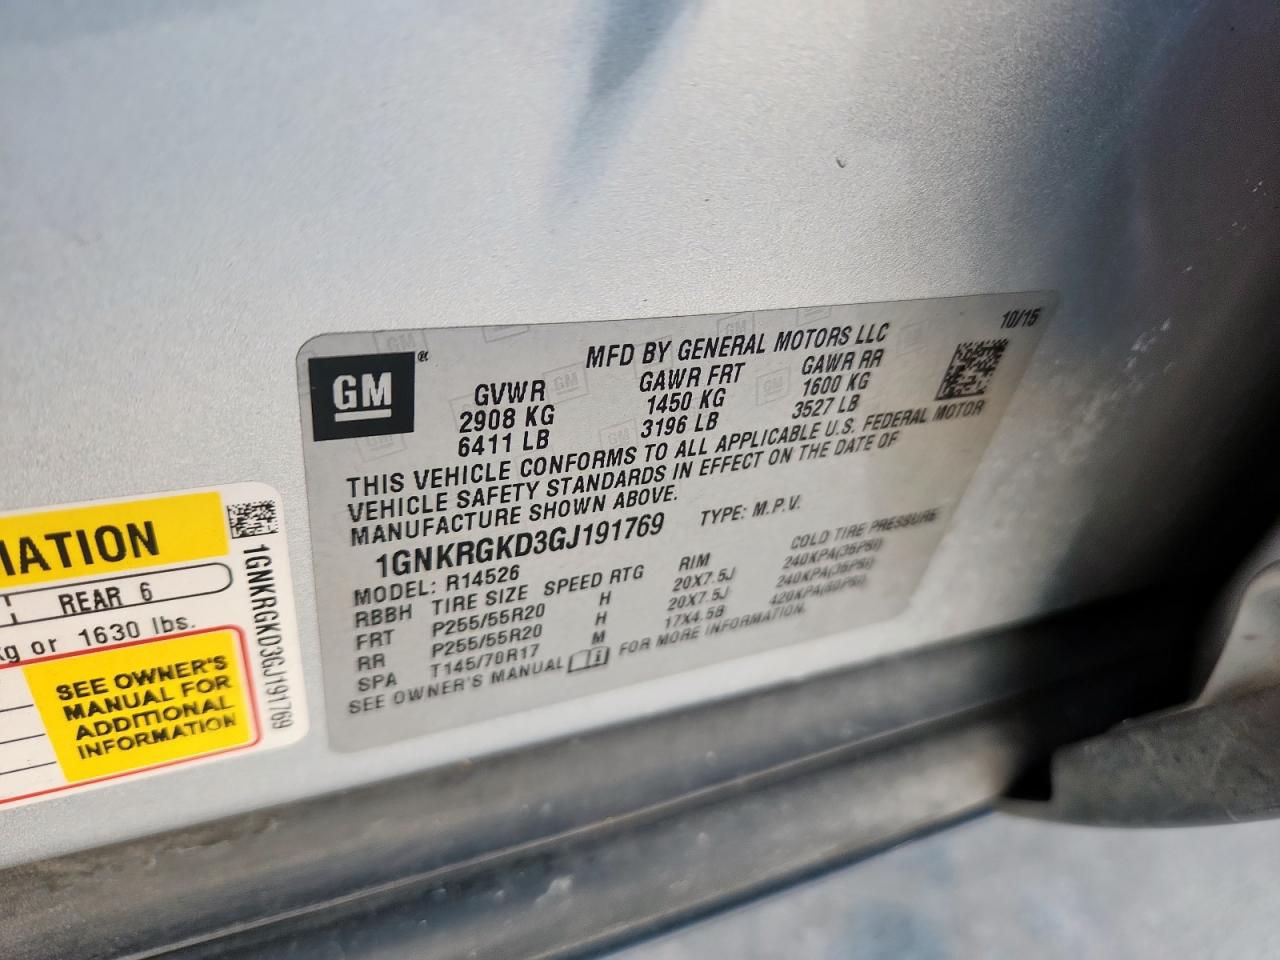 10/15
GM®
MFD BY GENERAL MOTORS LLC
GVWR GAWR FRT GAWR RR
2908 KG 1450 KG 1600 KG
6411 LB 3196 LB 3527 LB
THIS VEHICLE CONFORMS TO ALL APPLICABLE U.S. FEDERAL MOTOR
VEHICLE SAFETY STANDARDS IN EFFECT ON THE DATE OF
MANUFACTURE SHOWN ABOVE.
1GNKRGKD3GJ191769 TYPE: M.P.V.
MODEL: R14526
RBBH TIRE SIZE SPEED RTG RIM COLD TIRE PRESSURE
FRT P255/55R20 H 20X7.5J 240KPA(35PSI)
RR P255/55R20 H 20X7.5J 240KPA(35PSI)
SPA T145/70R17 M 17X4.5B 420KPA(60PSI)
SEE OWNER'S MANUAL FOR MORE INFORMATION.
MATION
REAR 6
kg or 1630 lbs.
SEE OWNER'S
MANUAL FOR
ADDITIONAL
INFORMATION
1GNKRGKD3GJ191769